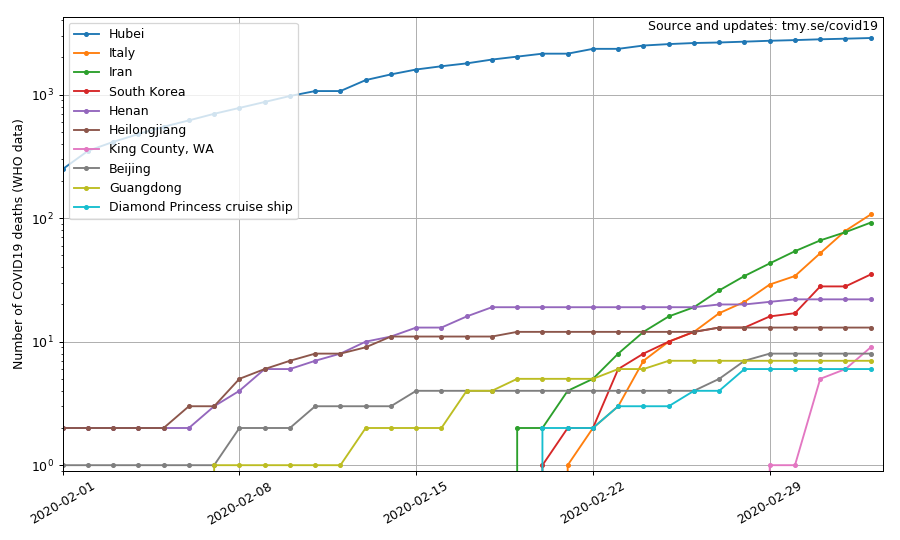 Source and updates: tmy.se/covid19
Hubei
Italy
Iran
South Korea
Henan
Heilongjiang
King County, WA
Beijing
Guangdong
Diamond Princess cruise ship
Number of COVID19 deaths (WHO data)
10³
10²
10¹
10⁰
2020-02-01
2020-02-08
2020-02-15
2020-02-22
2020-02-29